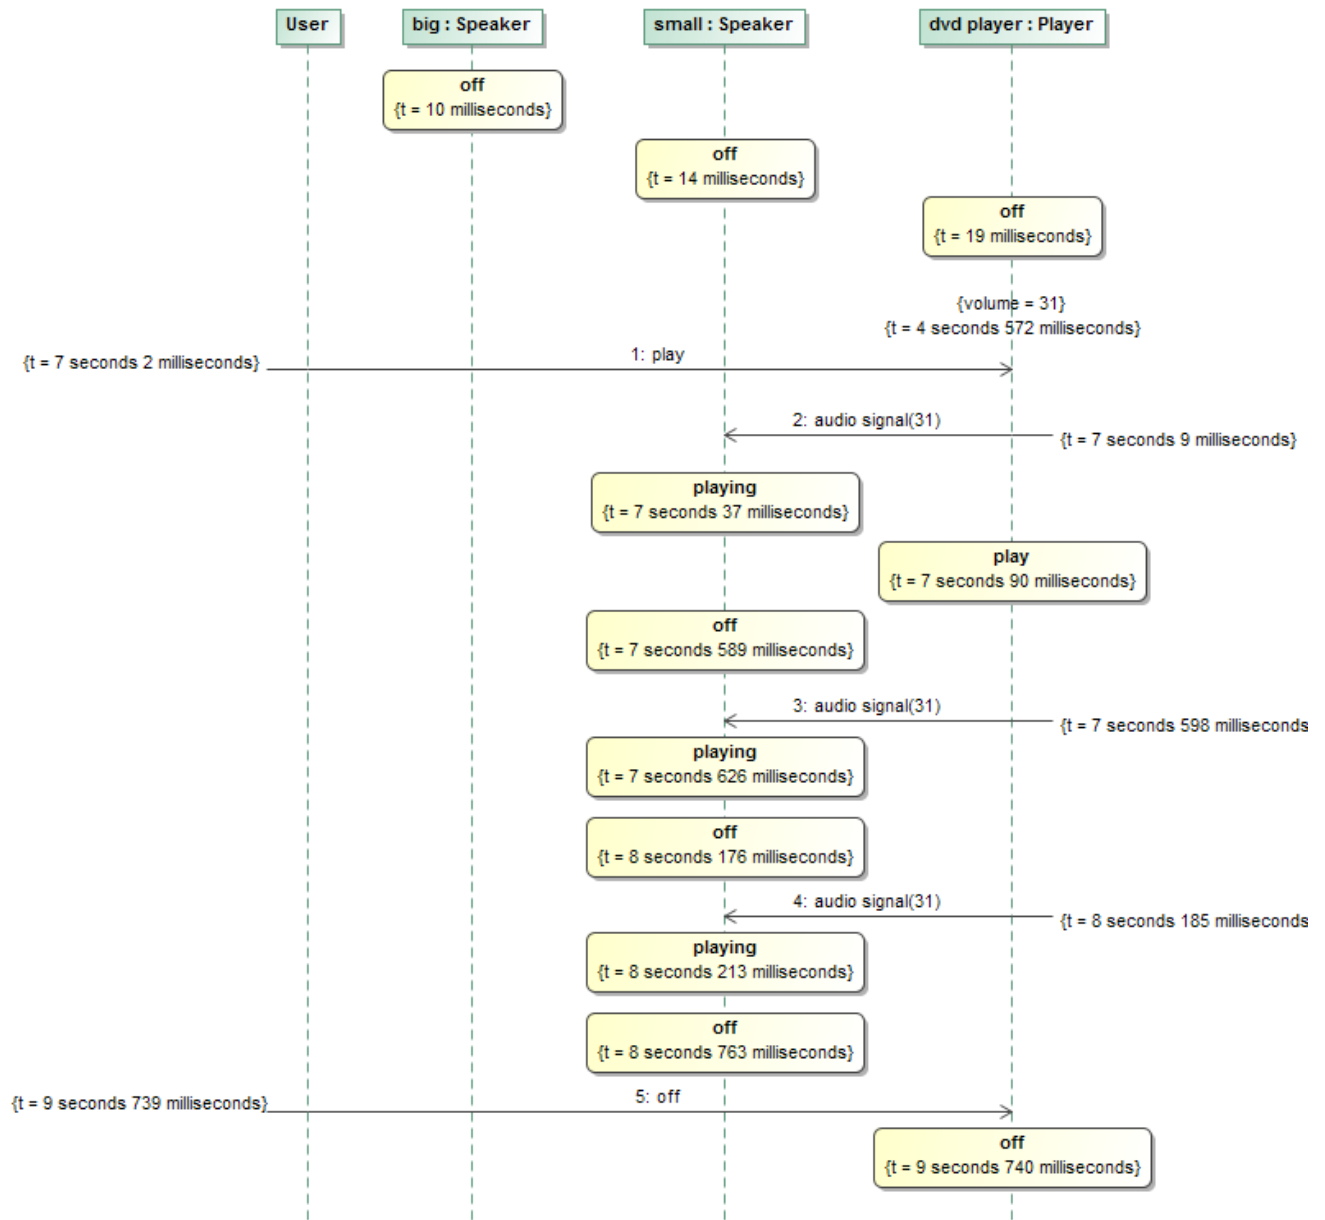 User
big : Speaker
small : Speaker
dvd player : Player
off
{t = 10 milliseconds}
off
{t = 14 milliseconds}
off
{t = 19 milliseconds}
{volume = 31}
{t = 4 seconds 572 milliseconds}
1: play
{t = 7 seconds 2 milliseconds}
2: audio signal(31)
{t = 7 seconds 9 milliseconds}
playing
{t = 7 seconds 37 milliseconds}
play
{t = 7 seconds 90 milliseconds}
off
{t = 7 seconds 589 milliseconds}
3: audio signal(31)
{t = 7 seconds 598 milliseconds
playing
{t = 7 seconds 626 milliseconds}
off
{t = 8 seconds 176 milliseconds}
4: audio signal(31)
{t = 8 seconds 185 milliseconds
playing
{t = 8 seconds 213 milliseconds}
off
{t = 8 seconds 763 milliseconds}
5: off
{t = 9 seconds 739 milliseconds}
off
{t = 9 seconds 740 milliseconds}